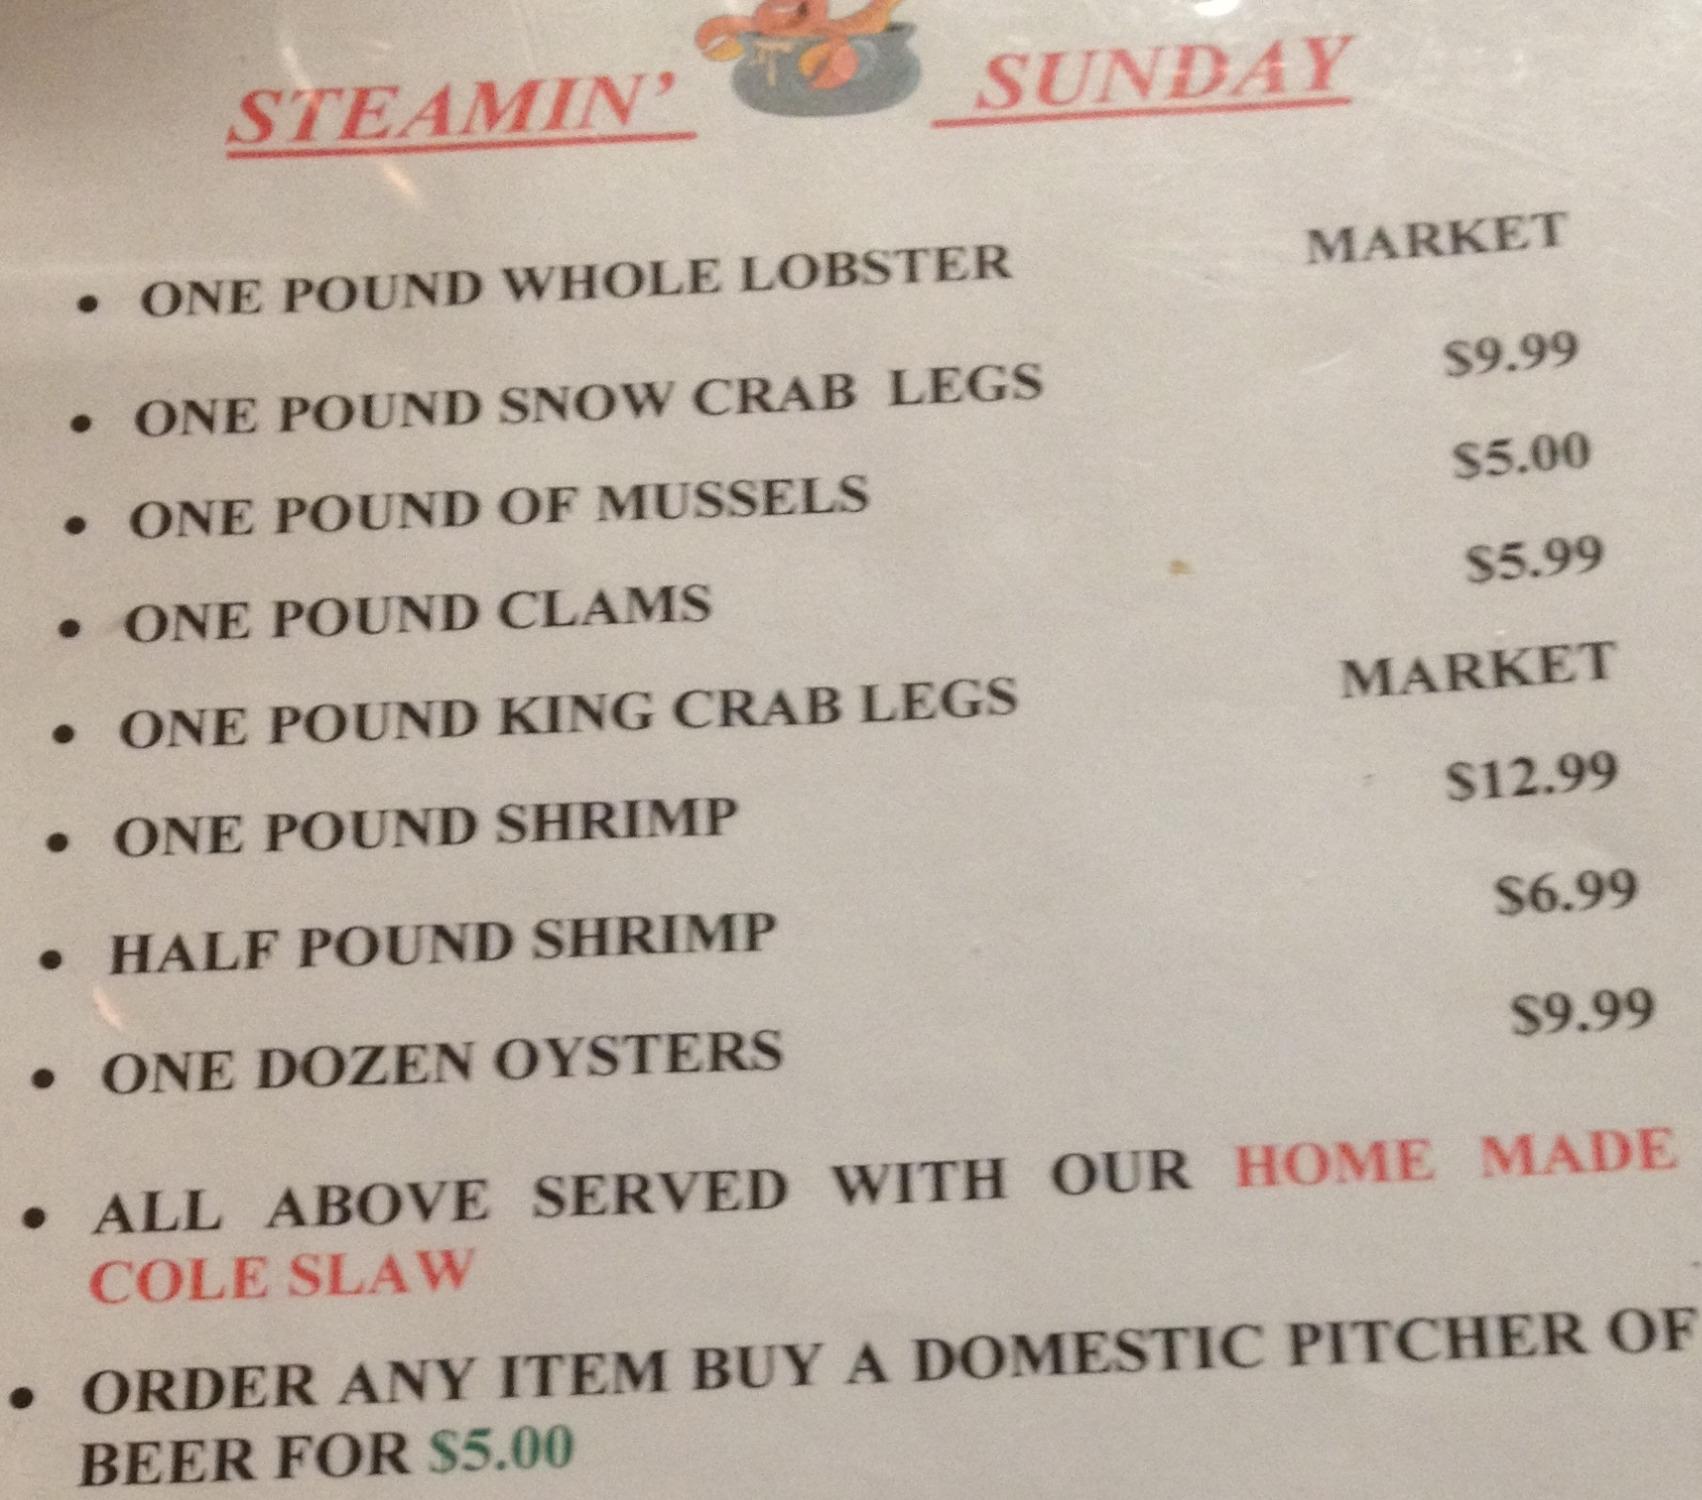 STEAMIN' SUNDAY
• ONE POUND WHOLE LOBSTER MARKET
• ONE POUND SNOW CRAB LEGS $9.99
• ONE POUND OF MUSSELS $5.00
• ONE POUND CLAMS $5.99
• ONE POUND KING CRAB LEGS MARKET
• ONE POUND SHRIMP $12.99
• HALF POUND SHRIMP $6.99
• ONE DOZEN OYSTERS $9.99
• ALL ABOVE SERVED WITH OUR HOME MADE
COLE SLAW
• ORDER ANY ITEM BUY A DOMESTIC PITCHER OF
BEER FOR $5.00